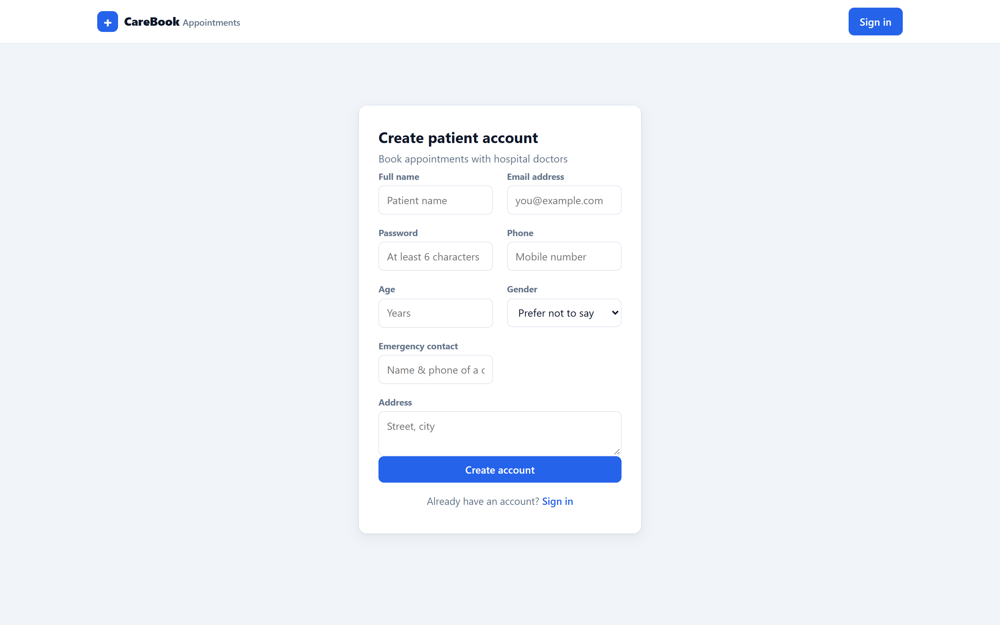 + CareBook Appointments
Sign in
Create patient account
Book appointments with hospital doctors
Full name
Email address
Patient name
you@example.com
Password
Phone
At least 6 characters
Mobile number
Age
Gender
Years
Prefer not to say
Emergency contact
Name & phone of a c
Address
Street, city
Create account
Already have an account? Sign in